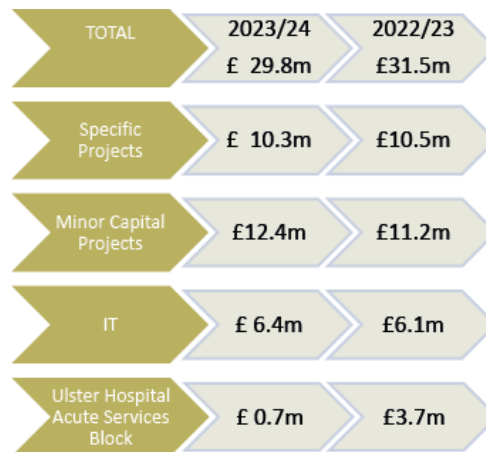 TOTAL
2023/24
£ 29.8m
2022/23
£31.5m
Specific
Projects
£ 10.3m
£10.5m
Minor Capital
Projects
£12.4m
£11.2m
IT
£ 6.4m
£6.1m
Ulster Hospital
Acute Services
Block
£ 0.7m
£3.7m